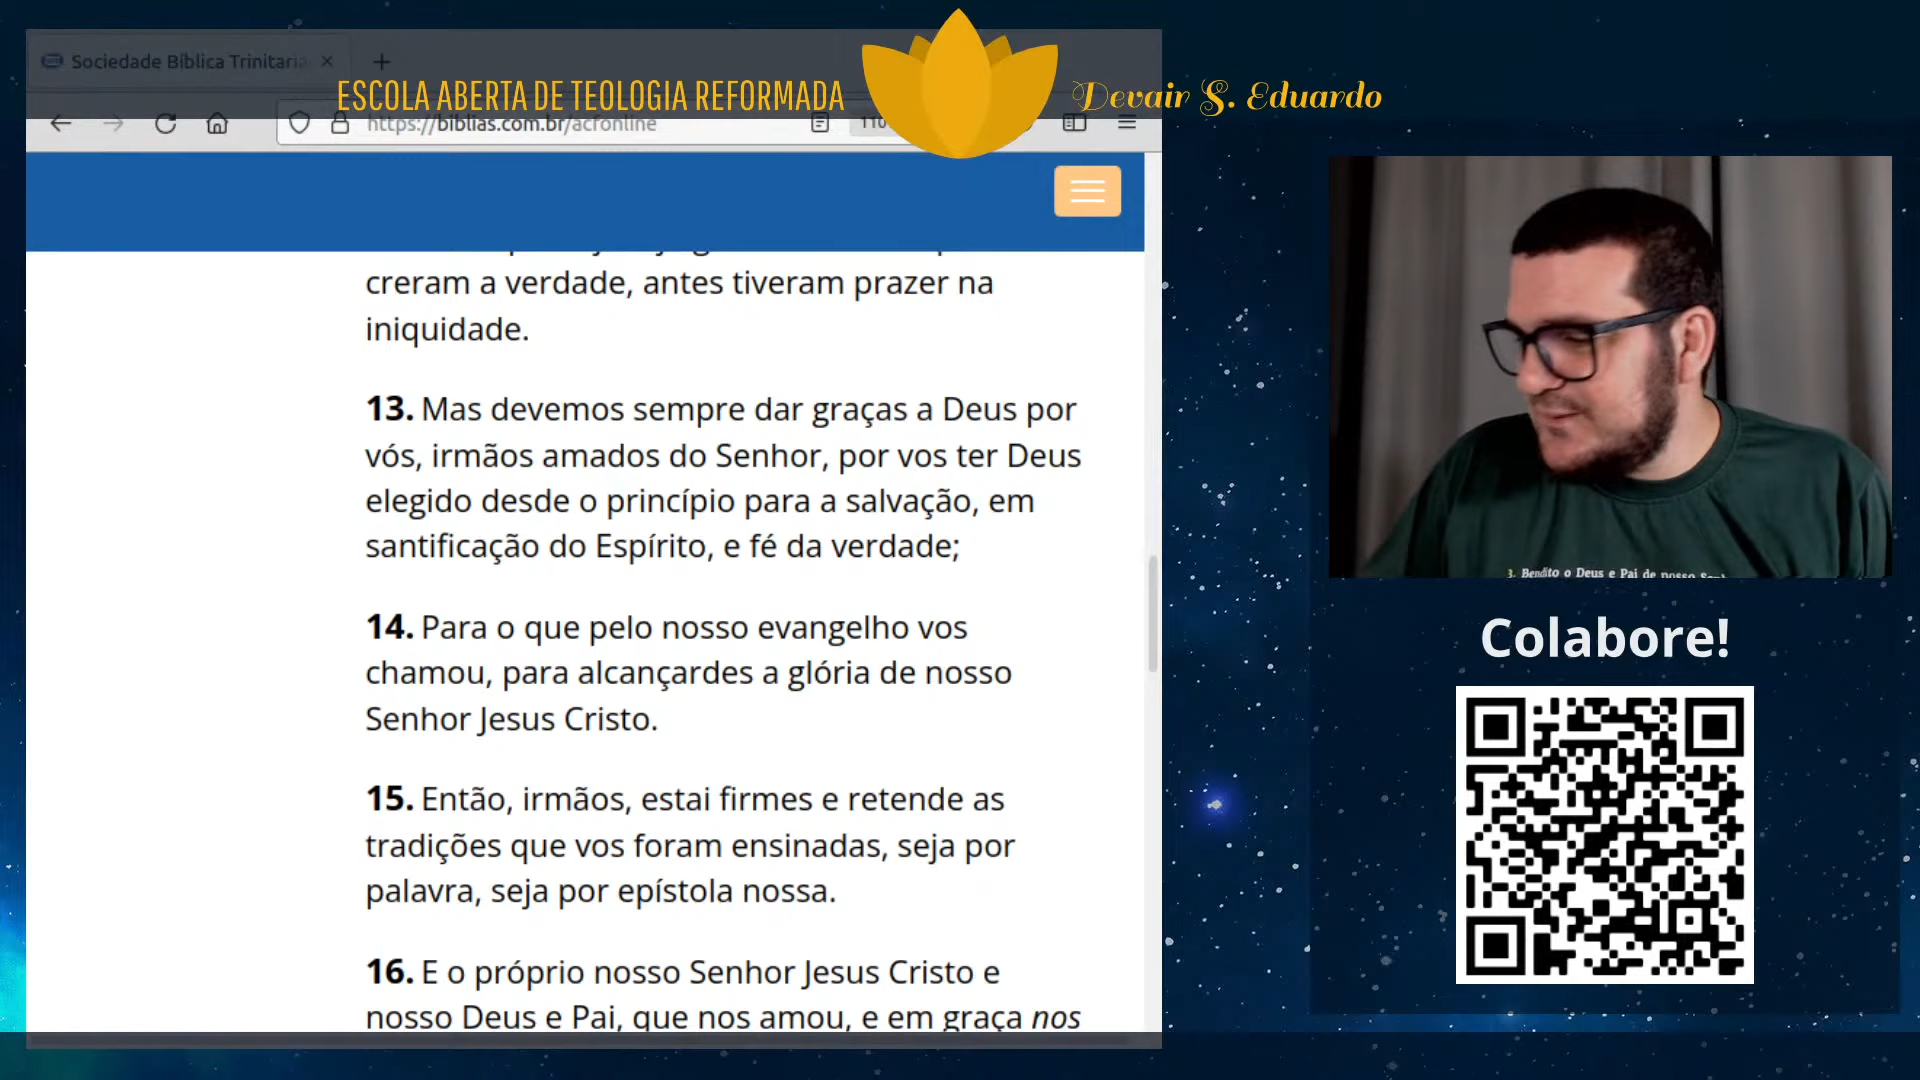 Sociedade Bíblica Trinitaria
ESCOLA ABERTA DE TEOLOGIA REFORMADA
Devair S. Eduardo
https://biblias.com.br/acfonline
110
creram a verdade, antes tiveram prazer na
iniquidade.
13. Mas devemos sempre dar graças a Deus por
vós, irmãos amados do Senhor, por vos ter Deus
elegido desde o princípio para a salvação, em
santificação do Espírito, e fé da verdade;
14. Para o que pelo nosso evangelho vos
chamou, para alcançardes a glória de nosso
Senhor Jesus Cristo.
15. Então, irmãos, estai firmes e retende as
tradições que vos foram ensinadas, seja por
palavra, seja por epístola nossa.
16. E o próprio nosso Senhor Jesus Cristo e
nosso Deus e Pai, que nos amou, e em graça nos
3. Bendito o Deus e Pai de nosso
Colabore!